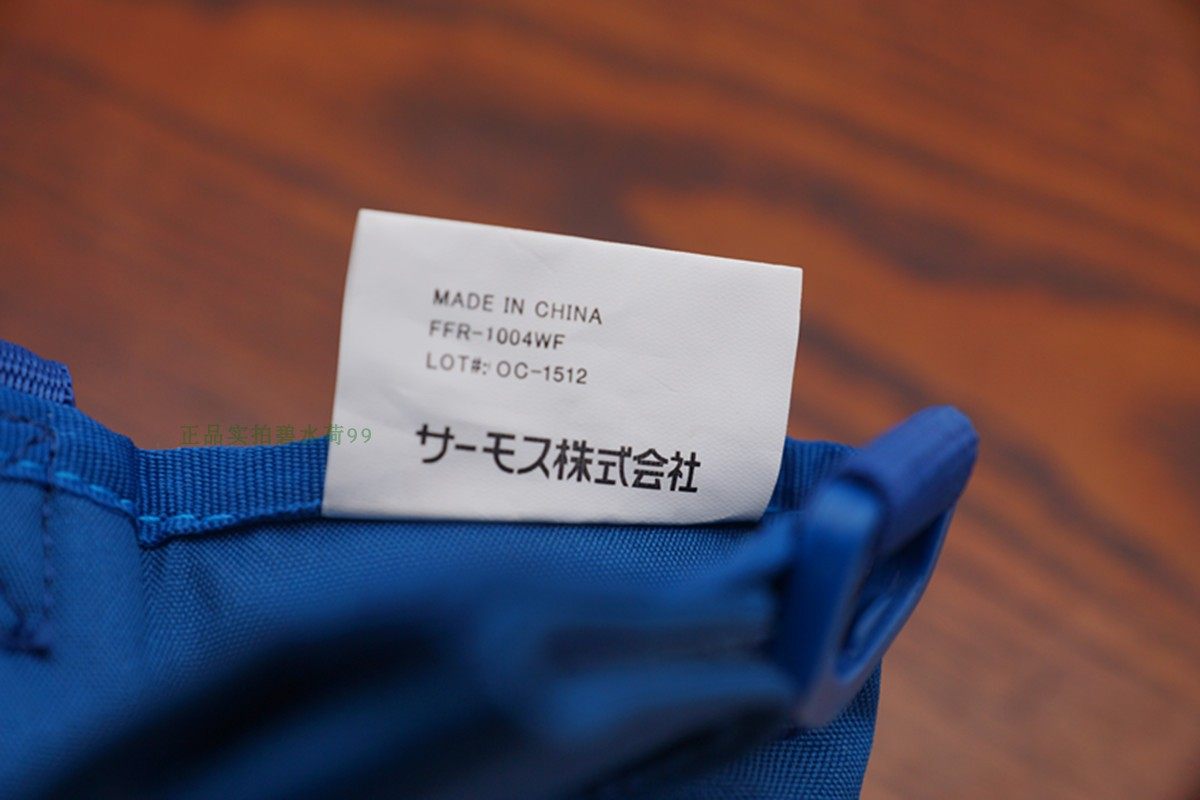 MADE IN CHINA
FFR-1004WF
LOT#: OC-1512
サーモス株式会社
正品实拍碧水荷99